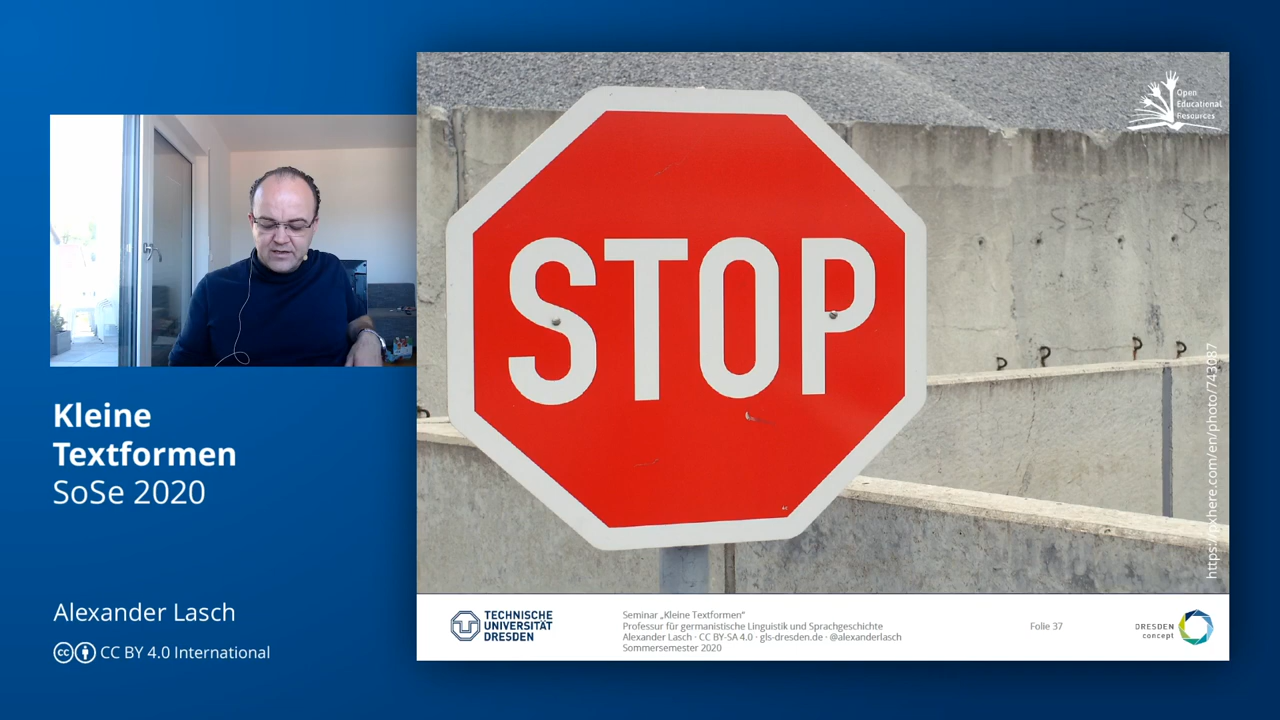 Kleine
Textformen
SoSe 2020
Alexander Lasch
CC BY 4.0 International
Open
Educational
Resources
STOP
https://pxhere.com/en/photo/743087
TECHNISCHE
UNIVERSITÄT
DRESDEN
Seminar „Kleine Textformen“
Professur für germanistische Linguistik und Sprachgeschichte
Alexander Lasch · CC BY-SA 4.0 · gls-dresden.de · @alexanderlasch
Sommersemester 2020
Folie 37
DRESDEN
concept